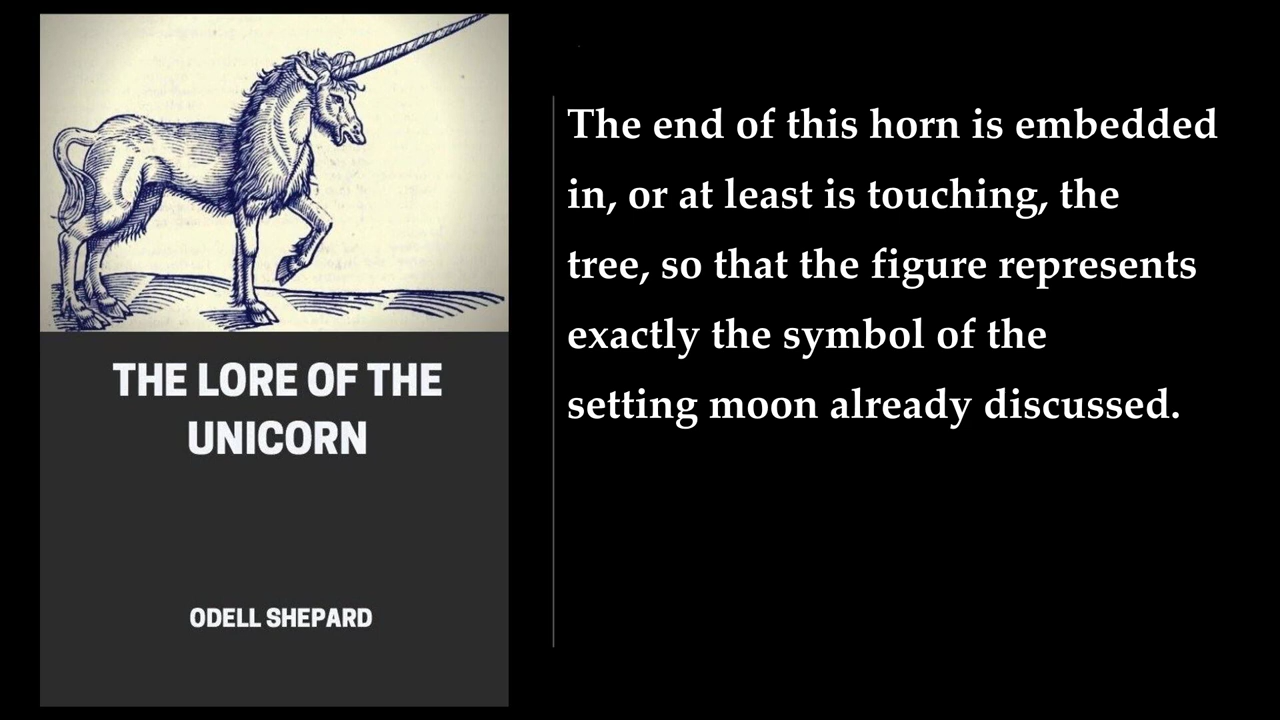 THE LORE OF THE
UNICORN
ODELL SHEPARD
The end of this horn is embedded
in, or at least is touching, the
tree, so that the figure represents
exactly the symbol of the
setting moon already discussed.